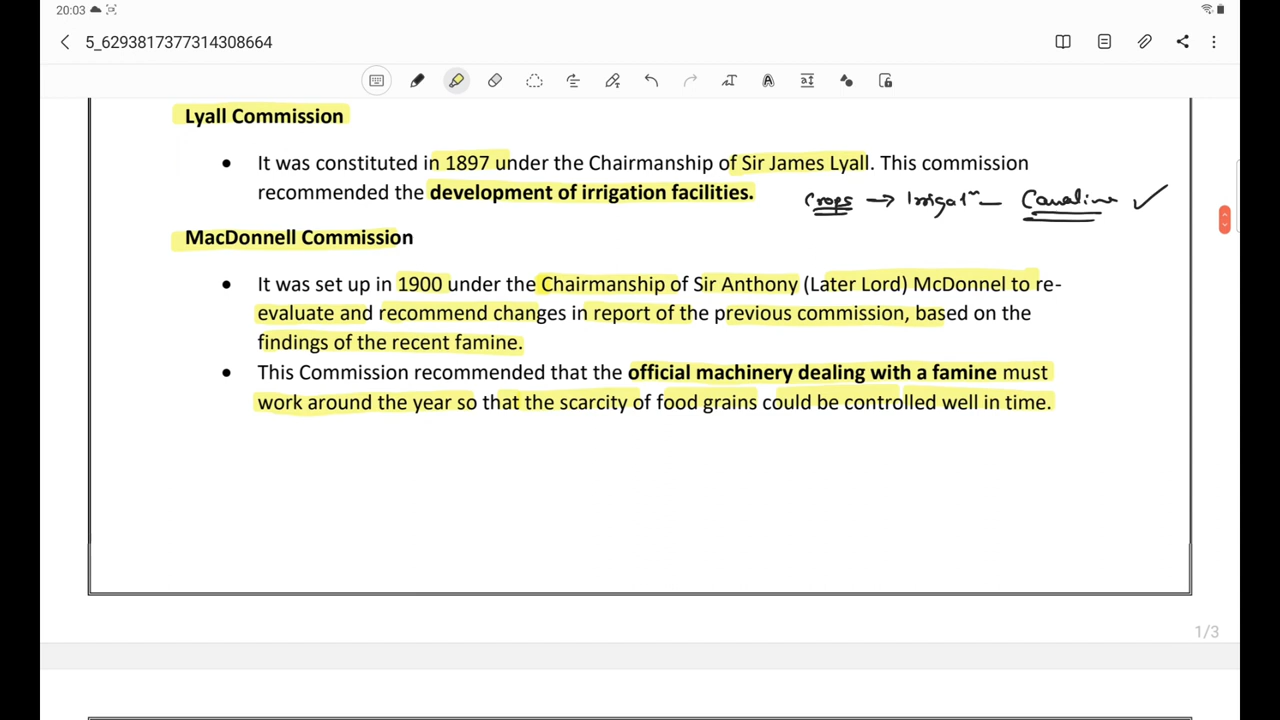 20:03
5_6293817377314308664
Lyall Commission
• It was constituted in 1897 under the Chairmanship of Sir James Lyall. This commission
recommended the development of irrigation facilities.
Crops → Irrigatn
MacDonnell Commission
• It was set up in 1900 under the Chairmanship of Sir Anthony (Later Lord) McDonnel to re-
evaluate and recommend changes in report of the previous commission, based on the
findings of the recent famine.
• This Commission recommended that the official machinery dealing with a famine must
work around the year so that the scarcity of food grains could be controlled well in time.
1/3